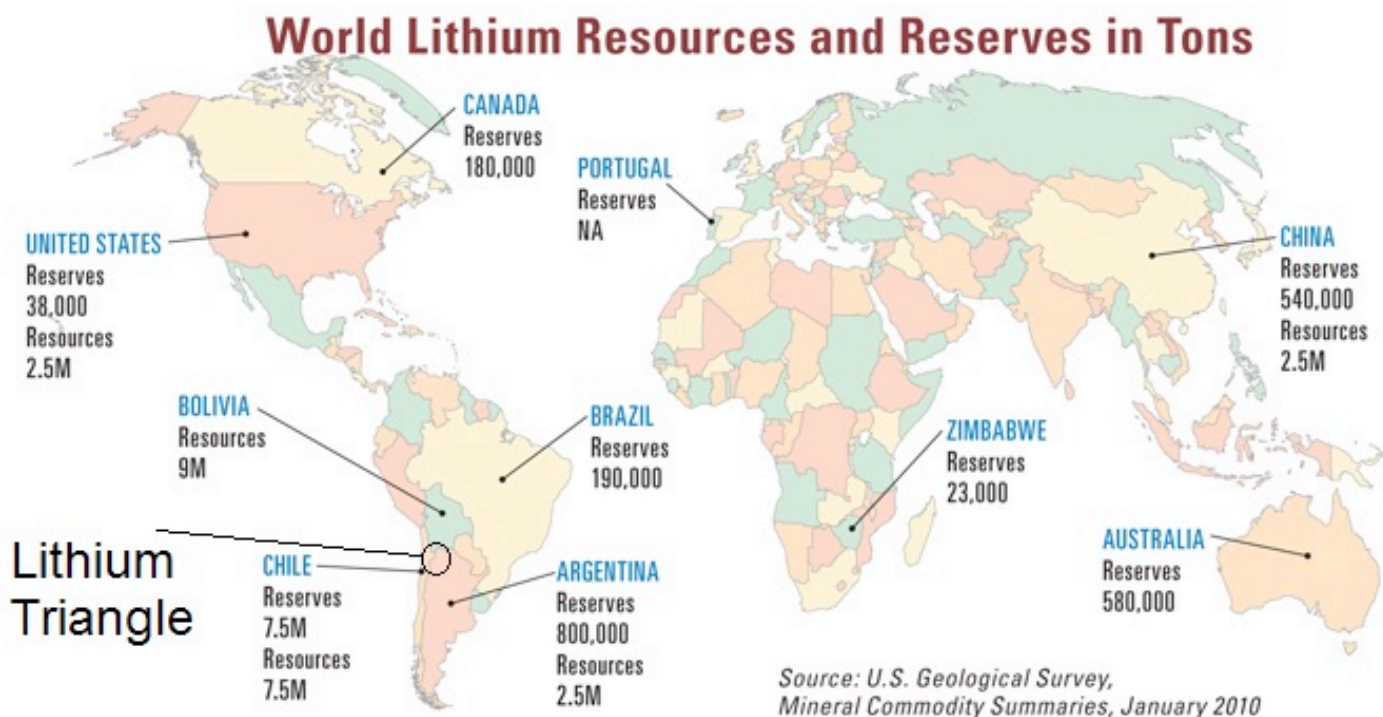 World Lithium Resources and Reserves in Tons
CANADA
Reserves
180,000
PORTUGAL
Reserves
NA
UNITED STATES
Reserves
38,000
Resources
2.5M
CHINA
Reserves
540,000
Resources
2.5M
BOLIVIA
Resources
9M
BRAZIL
Reserves
190,000
ZIMBABWE
Reserves
23,000
Lithium
Triangle
CHILE
Reserves
7.5M
Resources
7.5M
ARGENTINA
Reserves
800,000
Resources
2.5M
AUSTRALIA
Reserves
580,000
Source: U.S. Geological Survey,
Mineral Commodity Summaries, January 2010